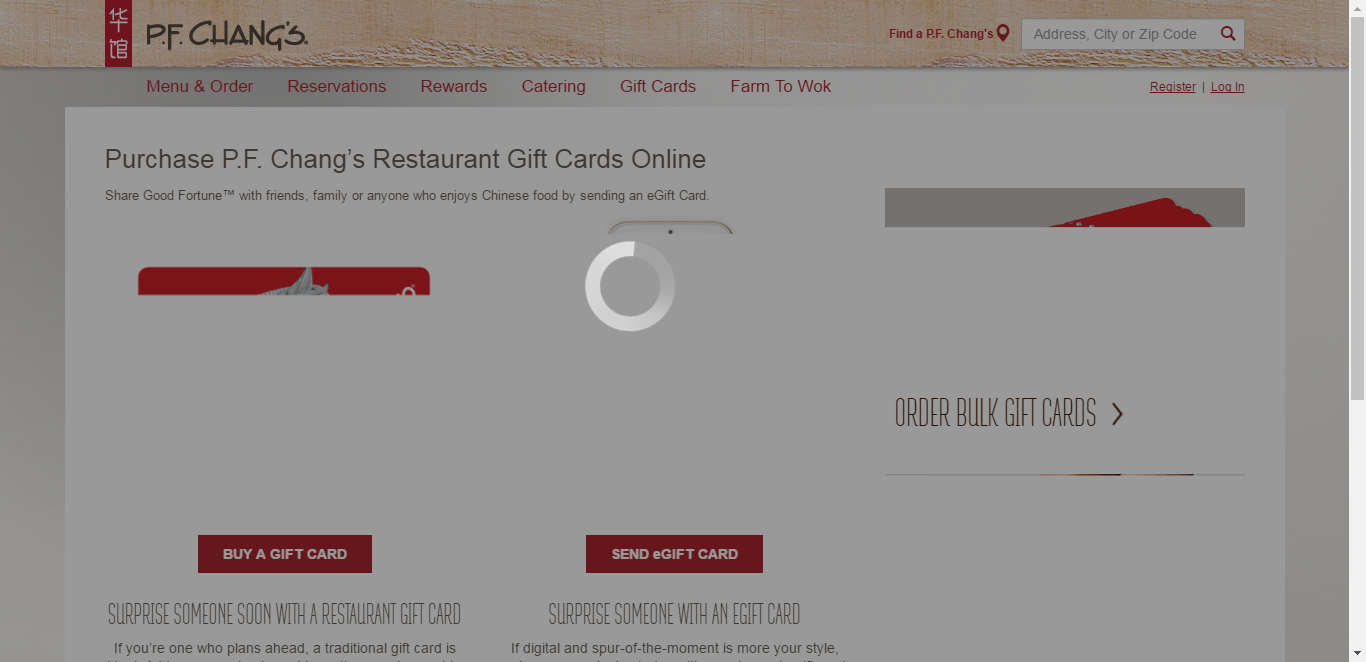 华馆
P.F. CHANG'S.
Find a P.F. Chang's
Address, City or Zip Code
Menu & Order
Reservations
Rewards
Catering
Gift Cards
Farm To Wok
Register | Log In
Purchase P.F. Chang’s Restaurant Gift Cards Online
Share Good Fortune™ with friends, family or anyone who enjoys Chinese food by sending an eGift Card.
ORDER BULK GIFT CARDS >
BUY A GIFT CARD
SEND eGIFT CARD
SURPRISE SOMEONE SOON WITH A RESTAURANT GIFT CARD
SURPRISE SOMEONE WITH AN EGIFT CARD
If you’re one who plans ahead, a traditional gift card is
If digital and spur-of-the-moment is more your style,